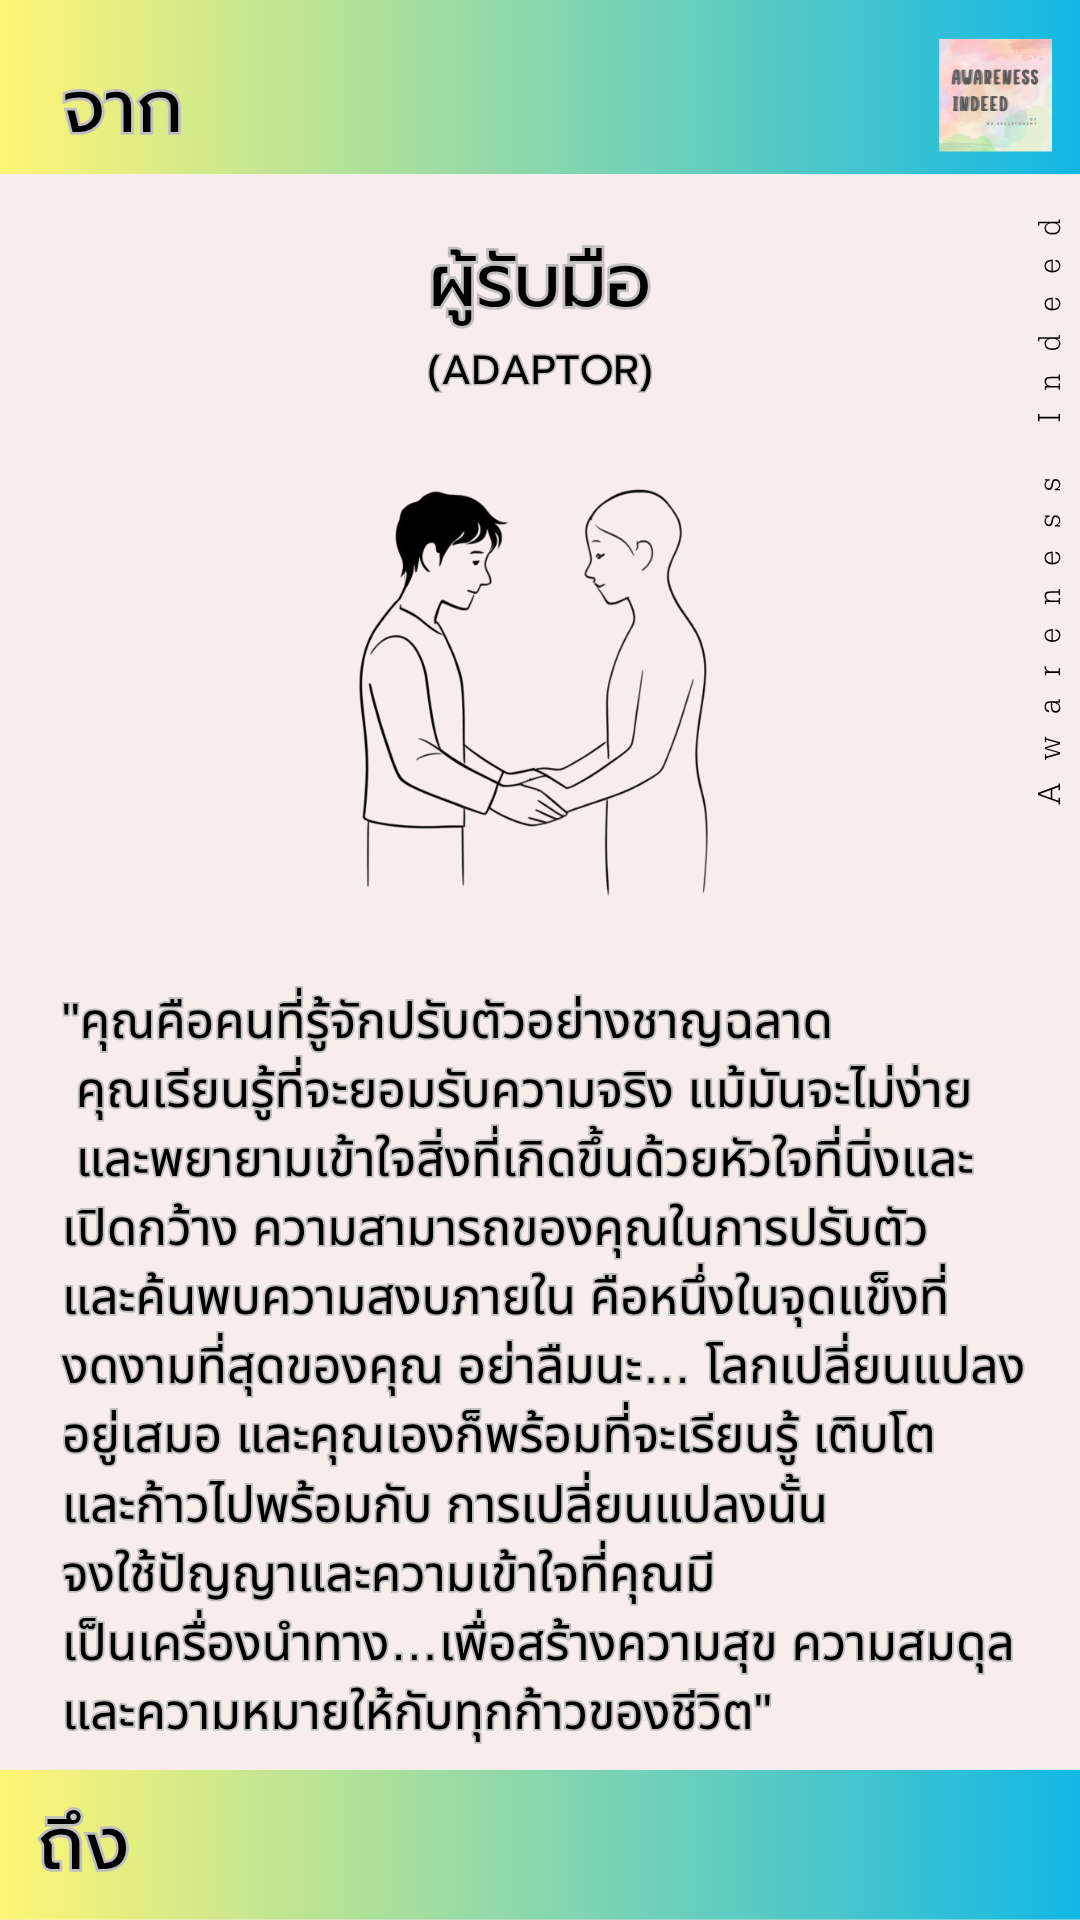 จาก
AWARENESS
INDEED
ผู้รับมือ
(ADAPTOR)
Awareness Indeed
"คุณคือคนที่รู้จักปรับตัวอย่างชาญฉลาด
คุณเรียนรู้ที่จะยอมรับความจริง แม้มันจะไม่ง่าย
และพยายามเข้าใจสิ่งที่เกิดขึ้นด้วยหัวใจที่นิ่งและ
เปิดกว้าง ความสามารถของคุณในการปรับตัว
และค้นพบความสงบภายใน คือหนึ่งในจุดแข็งที่
งดงามที่สุดของคุณ อย่าลืมนะ... โลกเปลี่ยนแปลง
อยู่เสมอ และคุณเองก็พร้อมที่จะเรียนรู้ เติบโต
และก้าวไปพร้อมกับ การเปลี่ยนแปลงนั้น
จงใช้ปัญญาและความเข้าใจที่คุณมี
เป็นเครื่องนำทาง...เพื่อสร้างความสุข ความสมดุล
และความหมายให้กับทุกก้าวของชีวิต"
ถึง